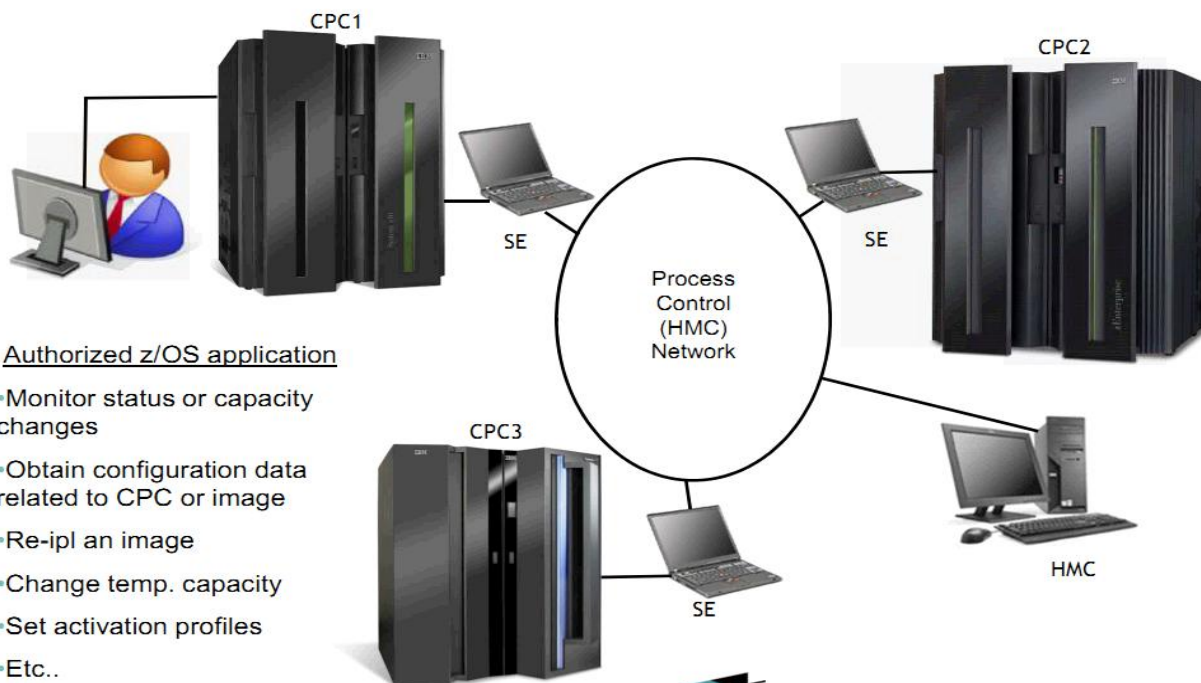 CPC1
CPC2
SE
SE
Process
Control
(HMC)
Network
Authorized z/OS application
•Monitor status or capacity
changes
•Obtain configuration data
related to CPC or image
•Re-ipl an image
•Change temp. capacity
•Set activation profiles
•Etc..
CPC3
SE
HMC
IBM
zEnterprise